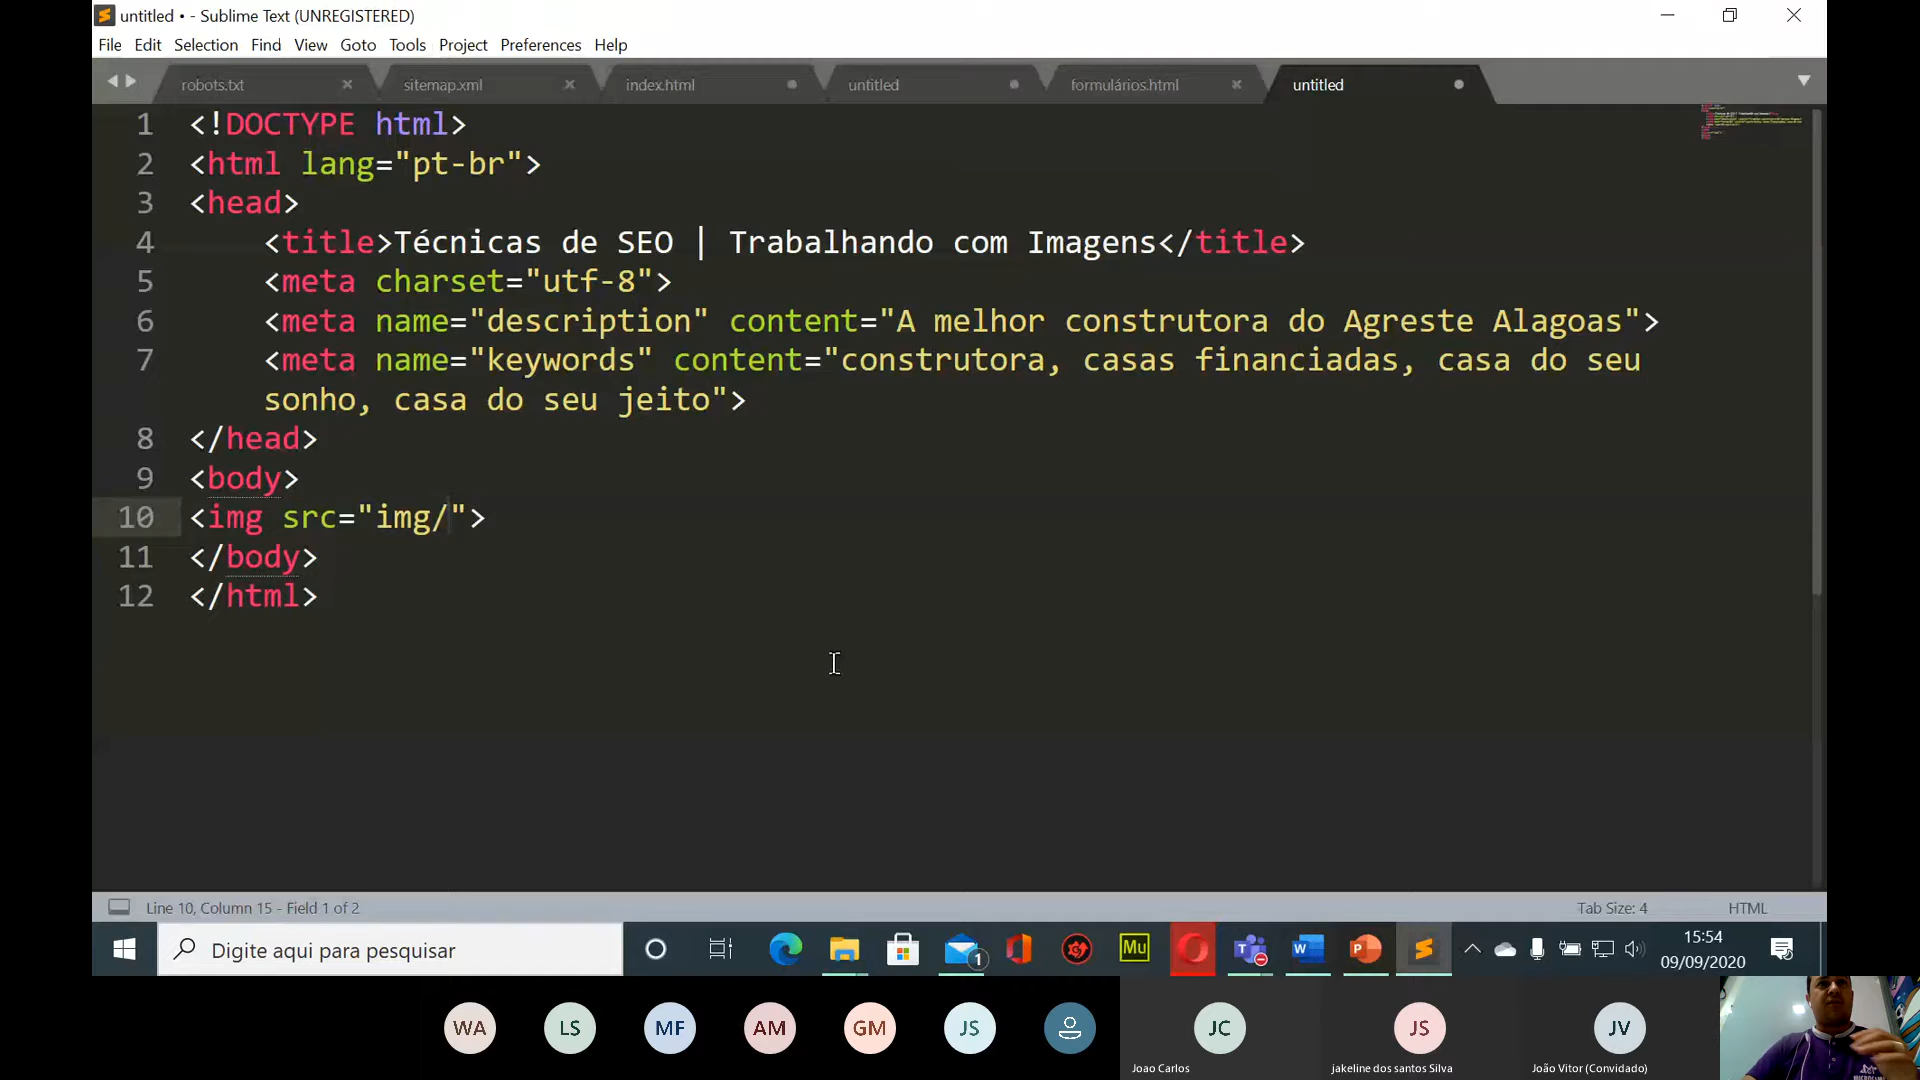 untitled • - Sublime Text (UNREGISTERED)
File Edit Selection Find View Goto Tools Project Preferences Help
robots.txt sitemap.xml index.html untitled formulários.html untitled
1 <!DOCTYPE html>
2 <html lang="pt-br">
3 <head>
4 <title>Técnicas de SEO | Trabalhando com Imagens</title>
5 <meta charset="utf-8">
6 <meta name="description" content="A melhor construtora do Agreste Alagoas">
7 <meta name="keywords" content="construtora, casas financiadas, casa do seu
sonho, casa do seu jeito">
8 </head>
9 <body>
10 <img src="img/">
11 </body>
12 </html>
Line 10, Column 15 - Field 1 of 2 Tab Size: 4 HTML
Digite aqui para pesquisar 1 Mu 15:54
09/09/2020
WA LS MF AM GM JS JC JS JV
Joao Carlos jakeline dos santos Silva João Vitor (Convidado)